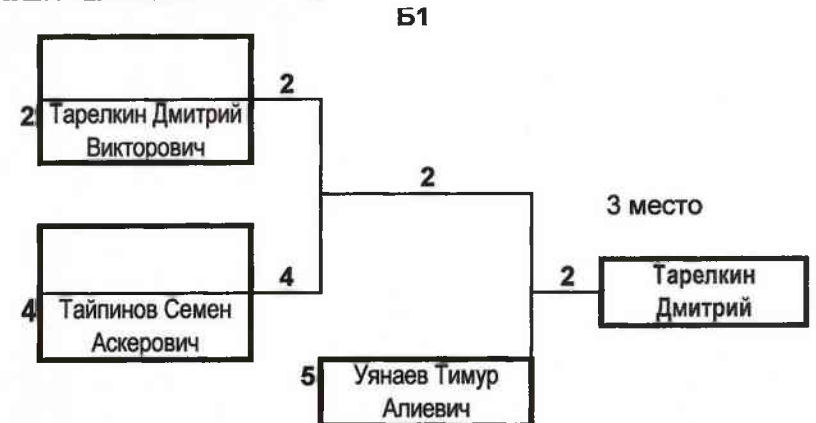 Б1
2
2 Тарелкин Дмитрий
Викторович
2
3 место
4
2
Тарелкин
Дмитрий
4 Тайпинов Семен
Аскерович
5 Уянаев Тимур
Алиевич